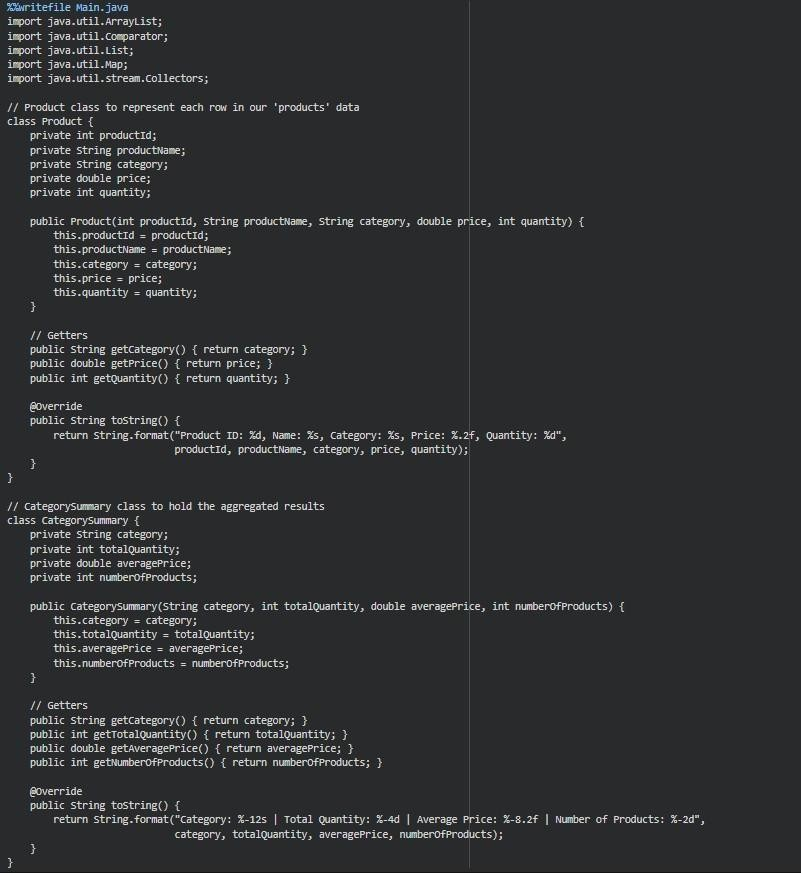 %%writefile Main.java
import java.util.ArrayList;
import java.util.Comparator;
import java.util.List;
import java.util.Map;
import java.util.stream.Collectors;

// Product class to represent each row in our 'products' data
class Product {
    private int productId;
    private String productName;
    private String category;
    private double price;
    private int quantity;

    public Product(int productId, String productName, String category, double price, int quantity) {
        this.productId = productId;
        this.productName = productName;
        this.category = category;
        this.price = price;
        this.quantity = quantity;
    }

    // Getters
    public String getCategory() { return category; }
    public double getPrice() { return price; }
    public int getQuantity() { return quantity; }

    @Override
    public String toString() {
        return String.format("Product ID: %d, Name: %s, Category: %s, Price: %.2f, Quantity: %d",
                             productId, productName, category, price, quantity);
    }
}

// CategorySummary class to hold the aggregated results
class CategorySummary {
    private String category;
    private int totalQuantity;
    private double averagePrice;
    private int numberOfProducts;

    public CategorySummary(String category, int totalQuantity, double averagePrice, int numberOfProducts) {
        this.category = category;
        this.totalQuantity = totalQuantity;
        this.averagePrice = averagePrice;
        this.numberOfProducts = numberOfProducts;
    }

    // Getters
    public String getCategory() { return category; }
    public int getTotalQuantity() { return totalQuantity; }
    public double getAveragePrice() { return averagePrice; }
    public int getNumberOfProducts() { return numberOfProducts; }

    @Override
    public String toString() {
        return String.format("Category: %-12s | Total Quantity: %-4d | Average Price: %-8.2f | Number of Products: %-2d",
                             category, totalQuantity, averagePrice, numberOfProducts);
    }
}